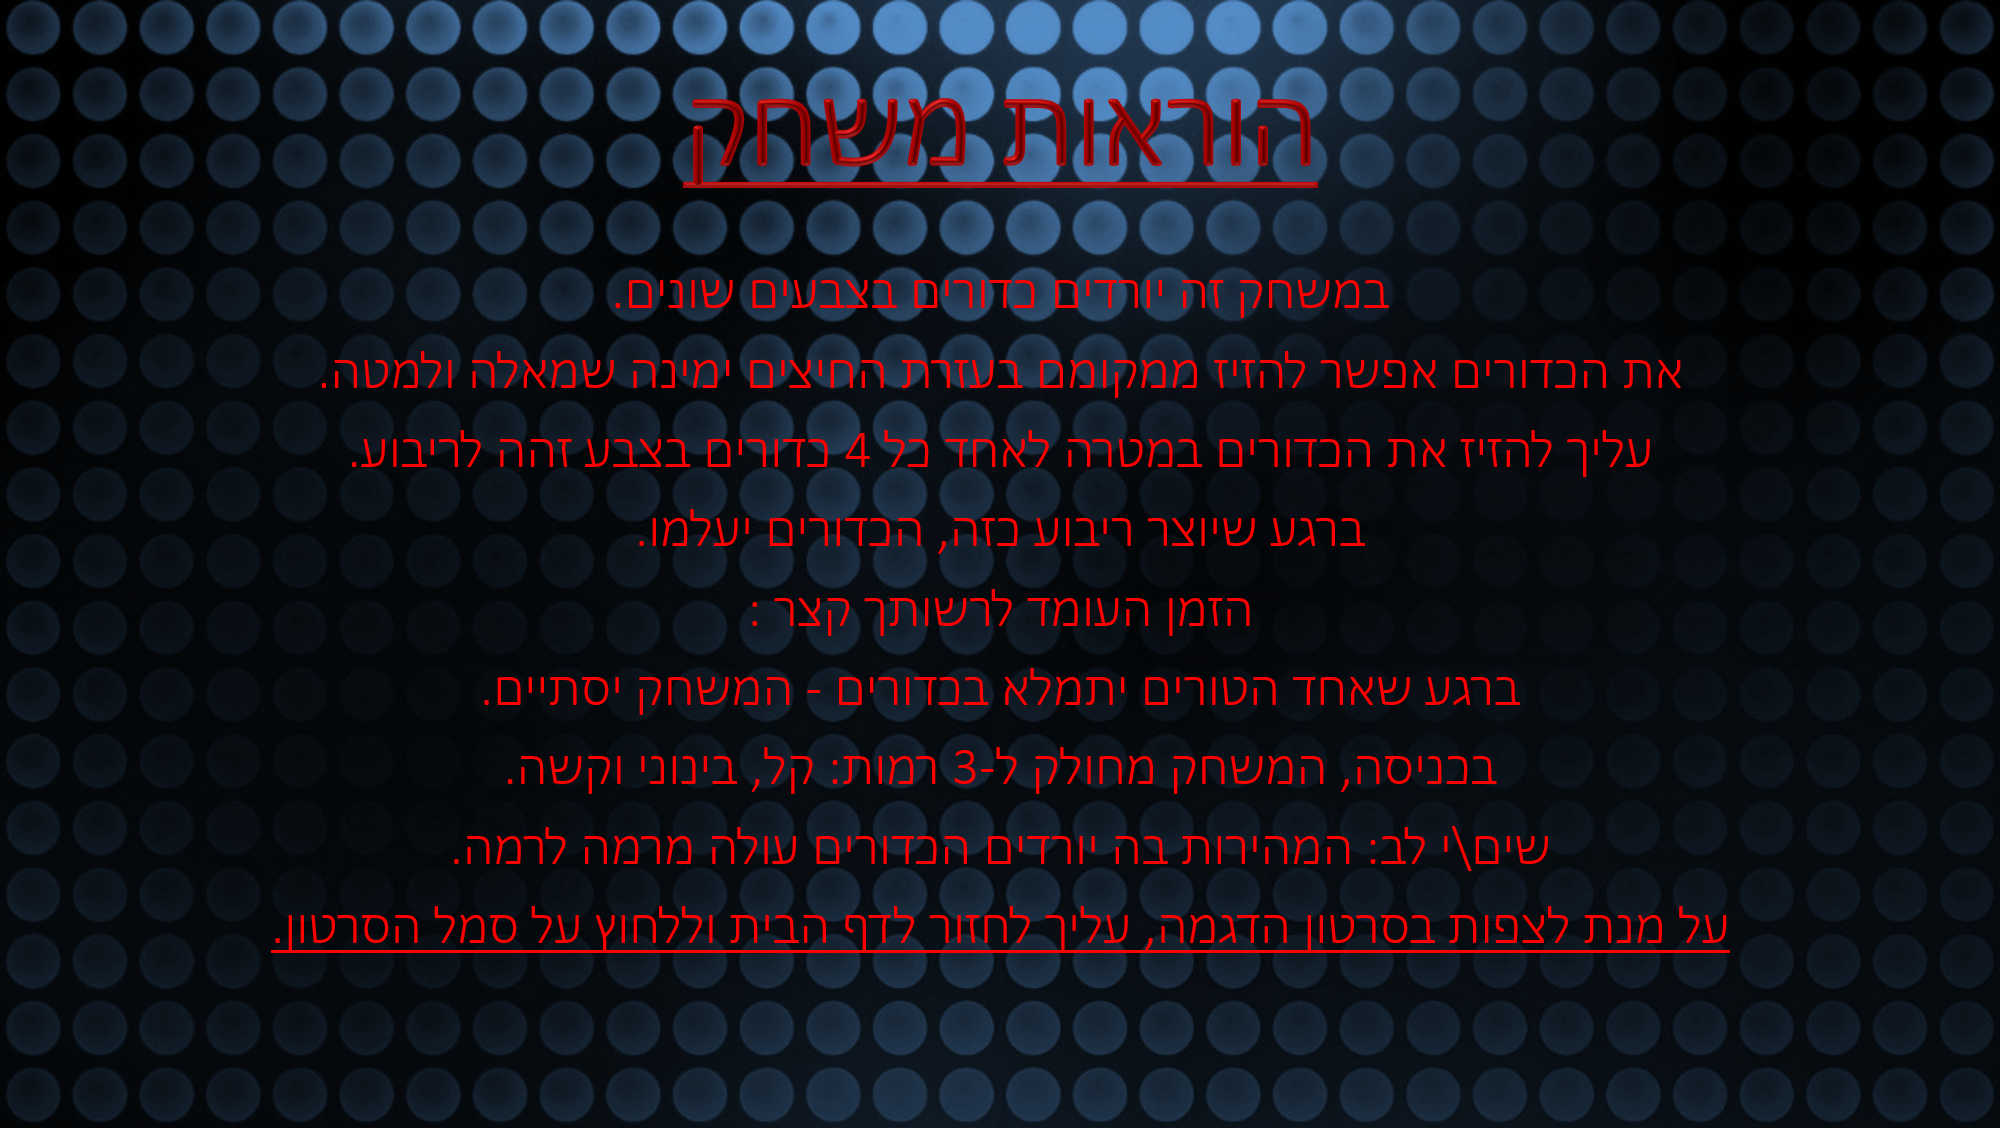 הוראות משחק
במשחק זה יורדים כדורים בצבעים שונים.
את הכדורים אפשר להזיז ממקומם בעזרת החיצים ימינה שמאלה ולמטה.
עליך להזיז את הכדורים במטרה לאחד כל 4 כדורים בצבע זהה לריבוע.
ברגע שיוצר ריבוע כזה, הכדורים יעלמו.
הזמן העומד לרשותך קצר :
ברגע שאחד הטורים יתמלא בכדורים - המשחק יסתיים.
בכניסה, המשחק מחולק ל-3 רמות: קל, בינוני וקשה.
שים\י לב: המהירות בה יורדים הכדורים עולה מרמה לרמה.
על מנת לצפות בסרטון הדגמה, עליך לחזור לדף הבית וללחוץ על סמל הסרטון.